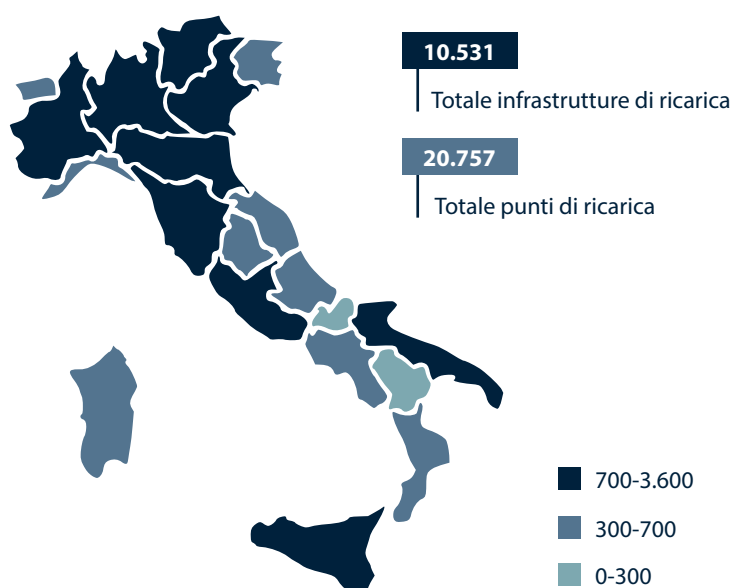 10.531
Totale infrastrutture di ricarica
20.757
Totale punti di ricarica
700-3.600
300-700
0-300